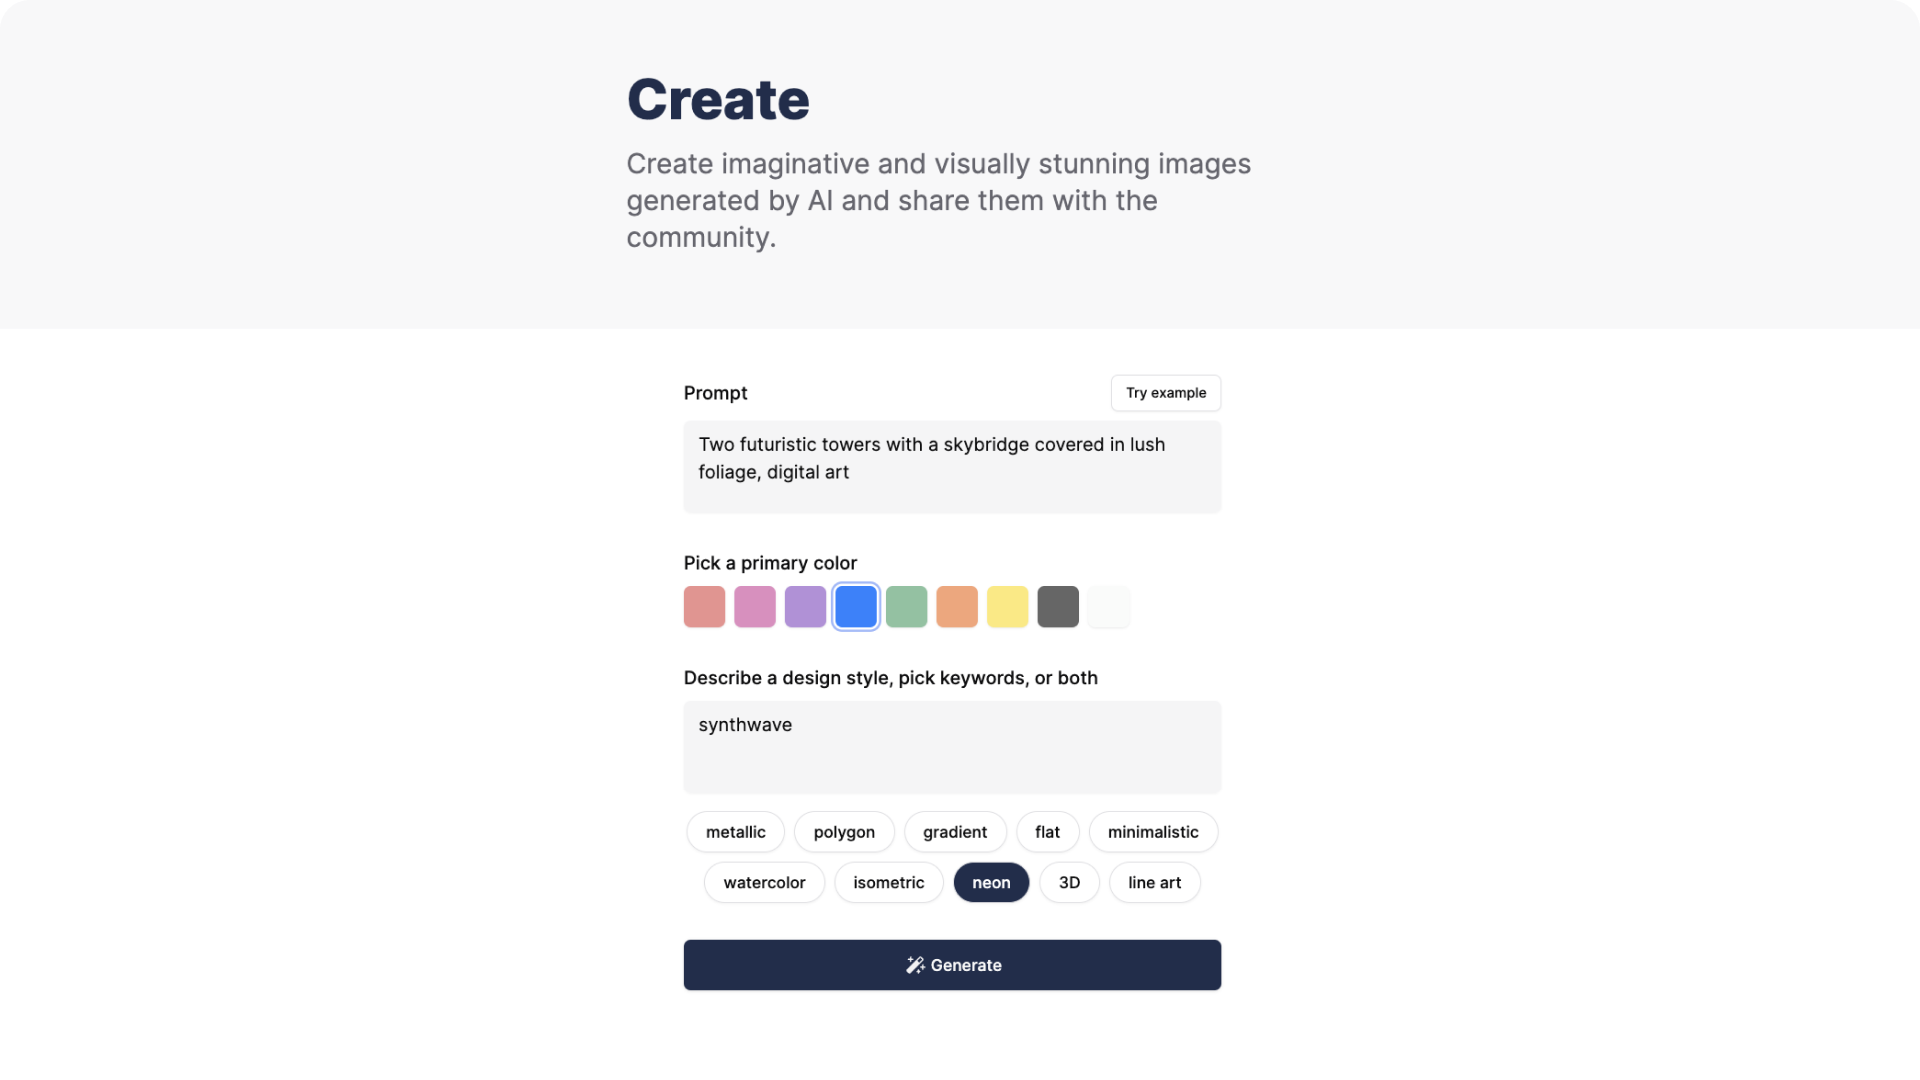 Create
Create imaginative and visually stunning images
generated by AI and share them with the
community.
Prompt
Try example
Two futuristic towers with a skybridge covered in lush
foliage, digital art
Pick a primary color
Describe a design style, pick keywords, or both
synthwave
metallic polygon gradient flat minimalistic
watercolor isometric neon 3D line art
Generate